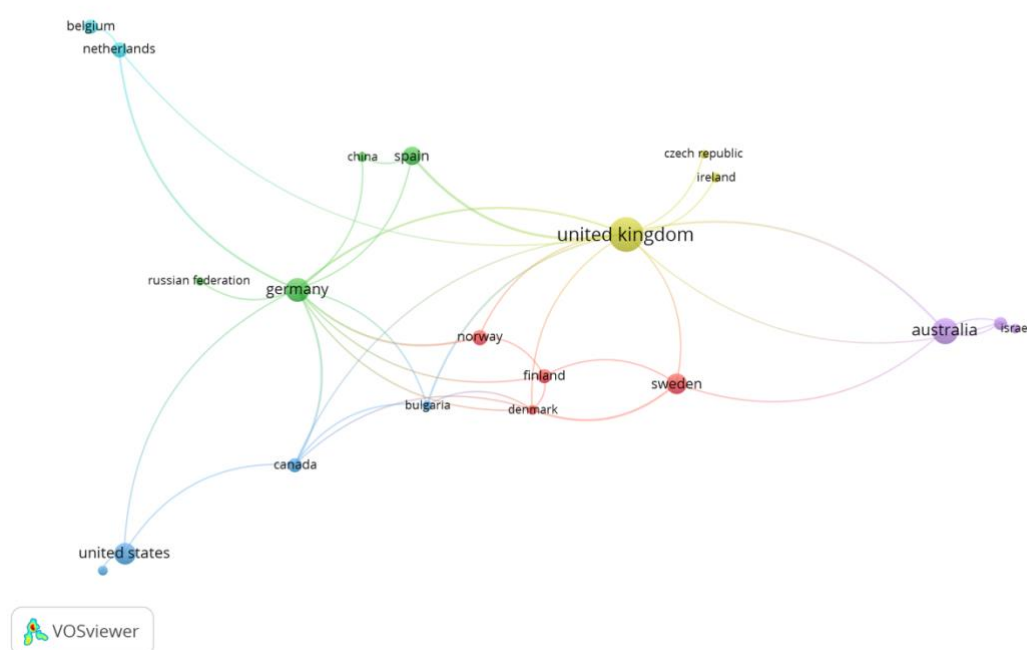 belgium
netherlands
china
spain
czech republic
ireland
united kingdom
russian federation
germany
norway
australia
israe
finland
sweden
bulgaria
denmark
canada
united states
VOSviewer